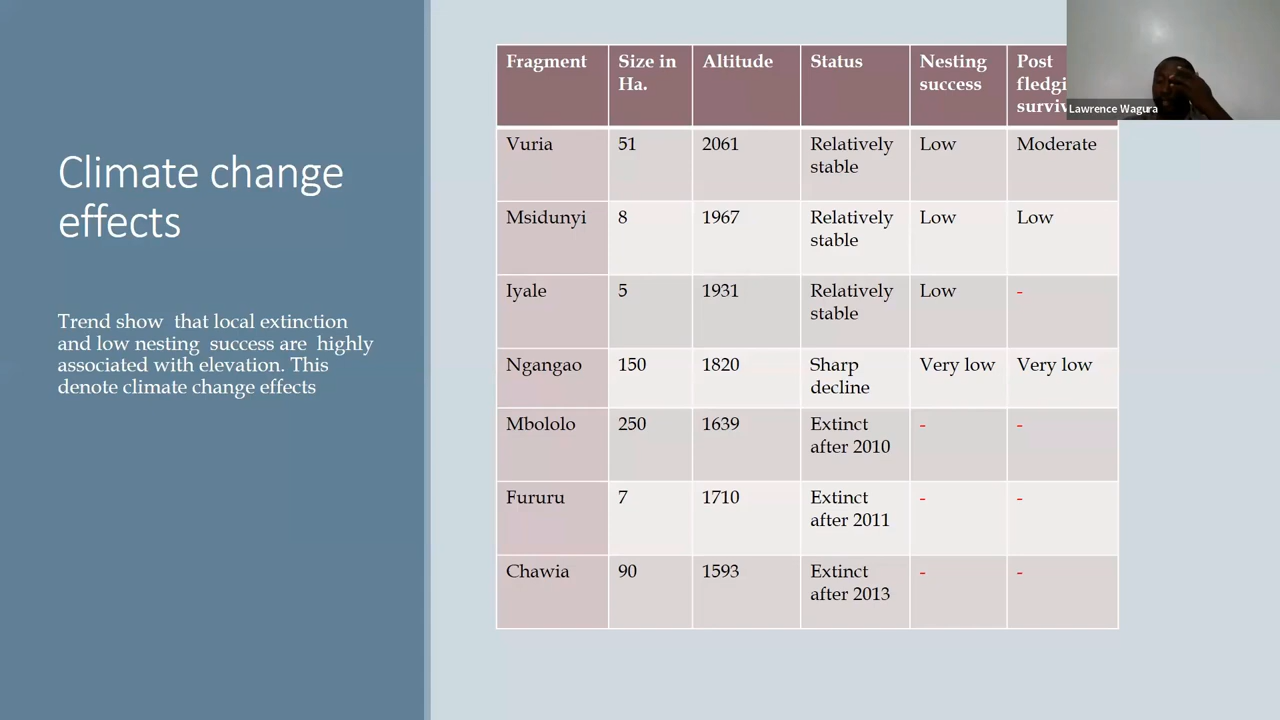 Climate change
effects
Trend show that local extinction
and low nesting success are highly
associated with elevation. This
denote climate change effects
Fragment Size in Ha. Altitude Status Nesting success Post
Vuria 51 2061 Relatively stable Low Moderate
Msidunyi 8 1967 Relatively stable Low Low
Iyale 5 1931 Relatively stable Low -
Ngangao 150 1820 Sharp decline Very low Very low
Mbololo 250 1639 Extinct after 2010 - -
Fururu 7 1710 Extinct after 2011 - -
Chawia 90 1593 Extinct after 2013 - -
Lawrence Wagura